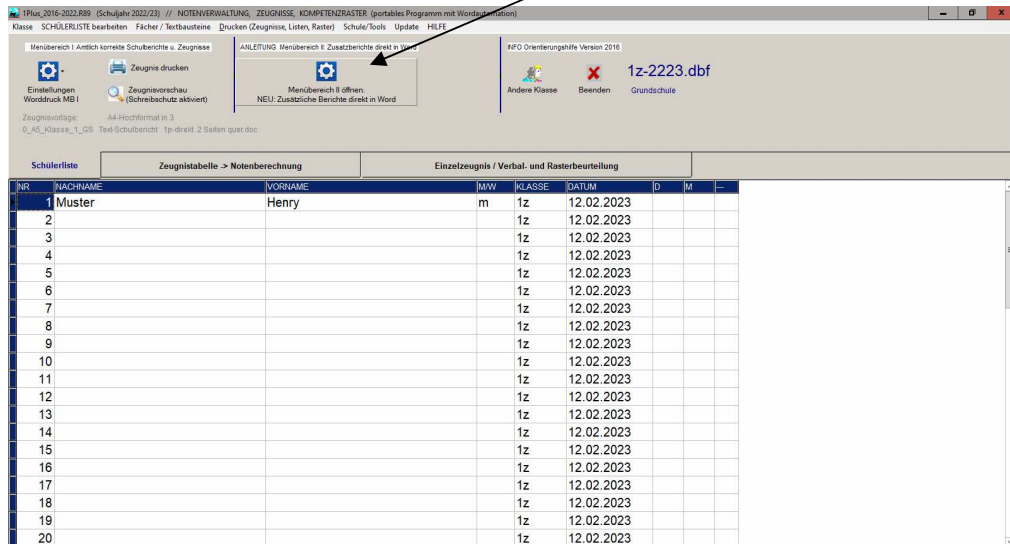 1Plus_2016-2022.R89 (Schuljahr 2022/23) // NOTENVERWALTUNG, ZEUGNISSE, KOMPETENZRASTER (portables Programm mit Wordautomation)
Klasse SCHÜLERLISTE bearbeiten Fächer / Textbausteine Drucken (Zeugnisse, Listen, Raster) Schule/Tools Update HILFE
Menübereich I: Amtlich korrekte Schulberichte u. Zeugnisse
Einstellungen
Worddruck MB I
Zeugnis drucken
Zeugnisvorschau
(Schreibschutz aktiviert)
Zeugnisvorlage: A4-Hochformat in 3
0_A5_Klasse_1_GS Text-Schulbericht 1p-direkt 2 Seiten quer.doc
ANLEITUNG Menübereich II: Zusatzberichte direkt in Word
Menübereich II öffnen.
NEU: Zusätzliche Berichte direkt in Word
INFO Orientierungshilfe Version 2016
Andere Klasse
Beenden
1z-2223.dbf
Grundschule
Schülerliste Zeugnistabelle -> Notenberechnung Einzelzeugnis / Verbal- und Rasterbeurteilung
NR NACHNAME VORNAME M/W KLASSE DATUM D M ---
1 Muster Henry m 1z 12.02.2023
2 1z 12.02.2023
3 1z 12.02.2023
4 1z 12.02.2023
5 1z 12.02.2023
6 1z 12.02.2023
7 1z 12.02.2023
8 1z 12.02.2023
9 1z 12.02.2023
10 1z 12.02.2023
11 1z 12.02.2023
12 1z 12.02.2023
13 1z 12.02.2023
14 1z 12.02.2023
15 1z 12.02.2023
16 1z 12.02.2023
17 1z 12.02.2023
18 1z 12.02.2023
19 1z 12.02.2023
20 1z 12.02.2023